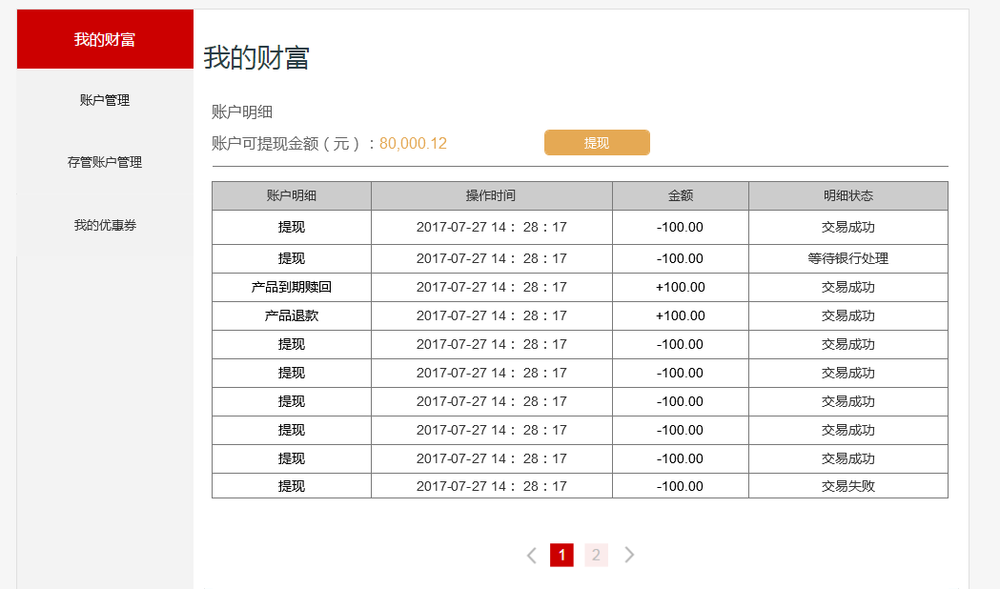 我的财富
账户管理
存管账户管理
我的优惠券
我的财富
账户明细
账户可提现金额（元）：80,000.12 提现
账户明细 操作时间 金额 明细状态
提现 2017-07-27 14：28：17 -100.00 交易成功
提现 2017-07-27 14：28：17 -100.00 等待银行处理
产品到期赎回 2017-07-27 14：28：17 +100.00 交易成功
产品退款 2017-07-27 14：28：17 +100.00 交易成功
提现 2017-07-27 14：28：17 -100.00 交易成功
提现 2017-07-27 14：28：17 -100.00 交易成功
提现 2017-07-27 14：28：17 -100.00 交易成功
提现 2017-07-27 14：28：17 -100.00 交易成功
提现 2017-07-27 14：28：17 -100.00 交易成功
提现 2017-07-27 14：28：17 -100.00 交易失败
1 2